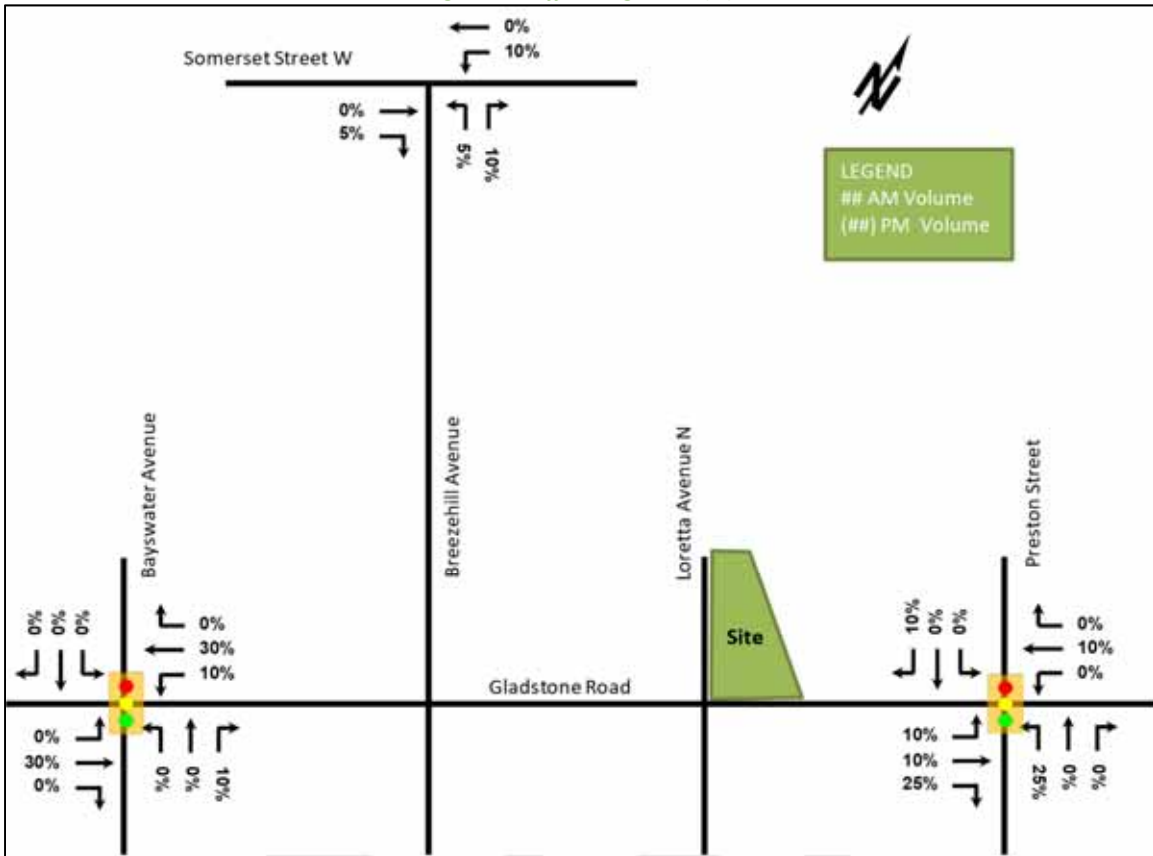 0%
10%
Somerset Street W
0%
5%
5%
10%
N
LEGEND
## AM Volume
(##) PM Volume
Bayswater Avenue
Breezehill Avenue
Loretta Avenue N
Preston Street
0%
0%
0%
0%
30%
10%
Site
10%
0%
0%
0%
10%
0%
Gladstone Road
0%
30%
0%
0%
0%
10%
10%
10%
25%
25%
0%
0%